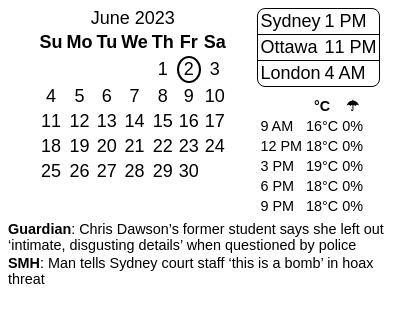 June 2023
Su Mo Tu We Th Fr Sa
1 2 3
4 5 6 7 8 9 10
11 12 13 14 15 16 17
18 19 20 21 22 23 24
25 26 27 28 29 30
Sydney 1 PM
Ottawa 11 PM
London 4 AM
°C ☂
9 AM 16°C 0%
12 PM 18°C 0%
3 PM 19°C 0%
6 PM 18°C 0%
9 PM 18°C 0%
Guardian: Chris Dawson’s former student says she left out
‘intimate, disgusting details’ when questioned by police
SMH: Man tells Sydney court staff ‘this is a bomb’ in hoax
threat